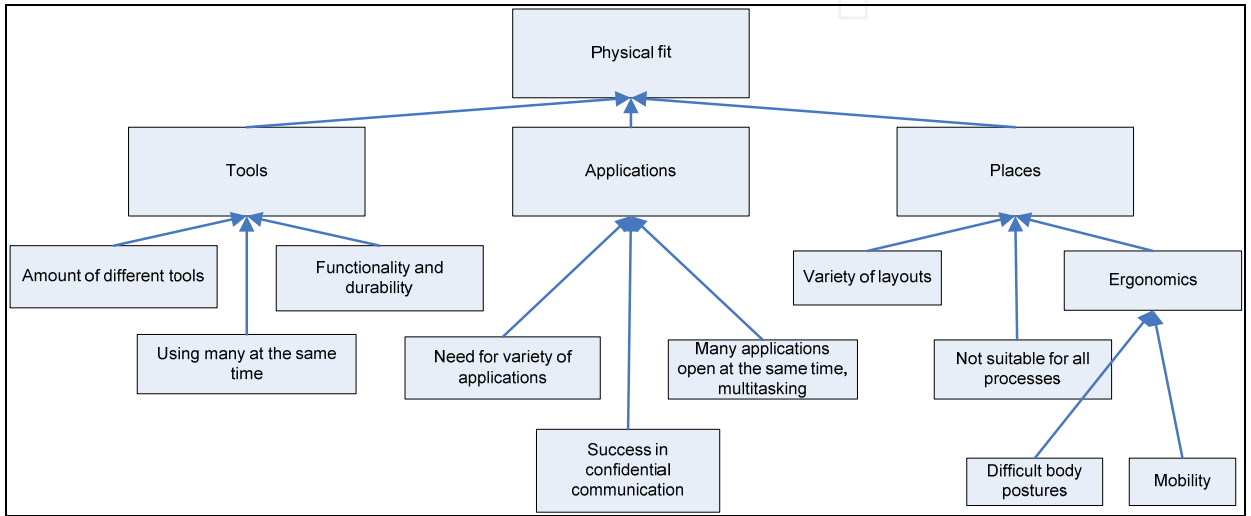 Physical fit
Tools
Applications
Places
Amount of different tools
Functionality and
durability
Variety of layouts
Ergonomics
Using many at the same
time
Need for variety of
applications
Many applications
open at the same time,
multitasking
Not suitable for all
processes
Success in
confidential
communication
Difficult body
postures
Mobility